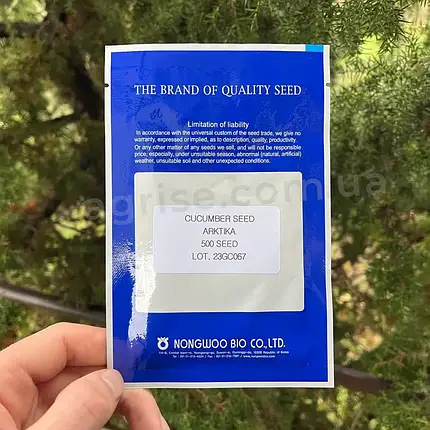 THE BRAND OF QUALITY SEED
Limitation of liability
In accordance with the universal custom of the seed trade, we give no
warranty, expressed or implied, as to description, quality, productivity.
Or any other matter of any seeds we sell, and will not be responsible
price, especially, under unsuitable season, abnormal (natural, artificial)
weather, unsuitable soil and other unexpected conditions.
agrise.com.ua
CUCUMBER SEED
ARKTIKA
500 SEED
LOT. 23GC067
NONGWOO BIO CO.,LTD.
Republic of Korea